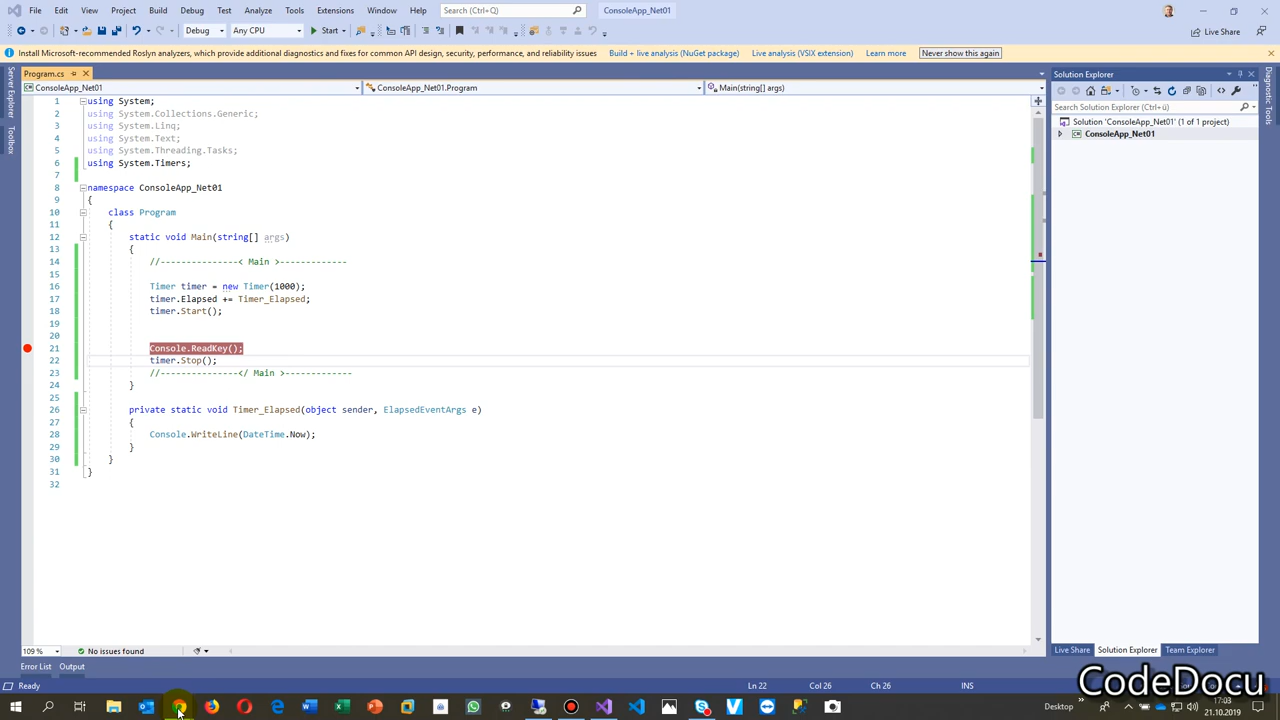 File Edit View Project Build Debug Test Analyze Tools Extensions Window Help Search (Ctrl+Q) ConsoleApp_Net01
Debug Any CPU Start Live Share
Install Microsoft-recommended Roslyn analyzers, which provide additional diagnostics and fixes for common API design, security, performance, and reliability issues Build + live analysis (NuGet package) Live analysis (VSIX extension) Learn more Never show this again
Server Explorer
Toolbox
Program.cs
ConsoleApp_Net01 ConsoleApp_Net01.Program Main(string[] args)
1 using System;
2 using System.Collections.Generic;
3 using System.Linq;
4 using System.Text;
5 using System.Threading.Tasks;
6 using System.Timers;
7
8 namespace ConsoleApp_Net01
9 {
10 class Program
11 {
12 static void Main(string[] args)
13 {
14 //---------------< Main >-------------
15
16 Timer timer = new Timer(1000);
17 timer.Elapsed += Timer_Elapsed;
18 timer.Start();
19
20
21 Console.ReadKey();
22 timer.Stop();
23 //---------------</ Main >-------------
24 }
25
26 private static void Timer_Elapsed(object sender, ElapsedEventArgs e)
27 {
28 Console.WriteLine(DateTime.Now);
29 }
30 }
31 }
32
109 % No issues found
Error List Output
Ready Ln 22 Col 26 Ch 26 INS
Solution Explorer
Search Solution Explorer (Ctrl+ü)
Solution 'ConsoleApp_Net01' (1 of 1 project)
ConsoleApp_Net01
Live Share Solution Explorer Team Explorer
Diagnostic Tools
CodeDocu
Desktop
17:03
21.10.2019